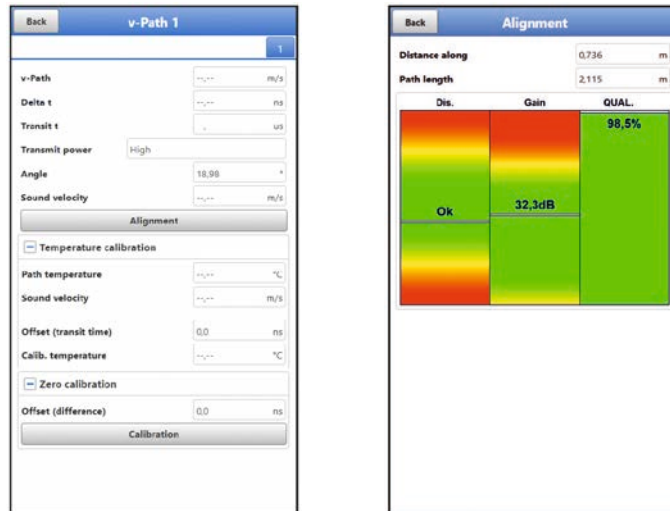 Back v-Path 1
1
v-Path --,-- m/s
Delta t --,-- ns
Transit t . us
Transmit power High
Angle 18,98 °
Sound velocity --,-- m/s
Alignment
Temperature calibration
Path temperature --,-- °C
Sound velocity --,-- m/s
Offset (transit time) 0,0 ns
Calib. temperature --,-- °C
Zero calibration
Offset (difference) 0,0 ns
Calibration
Back Alignment
Distance along 0,736 m
Path length 2,115 m
Dis. Gain QUAL.
98,5%
Ok 32,3dB